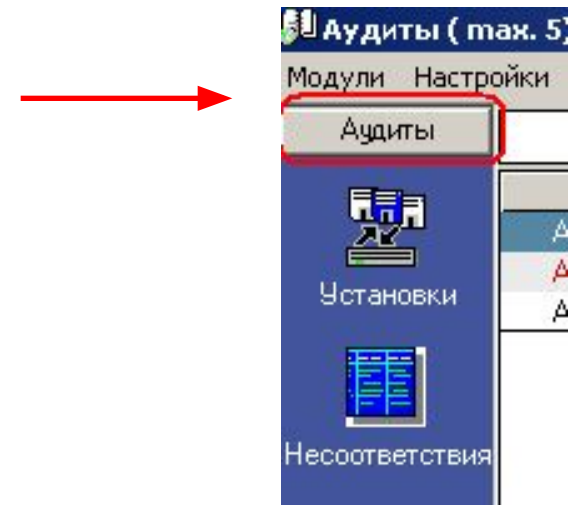 Аудиты ( max. 5)
Модули Настройки
Аудиты
Установки
Несоответствия